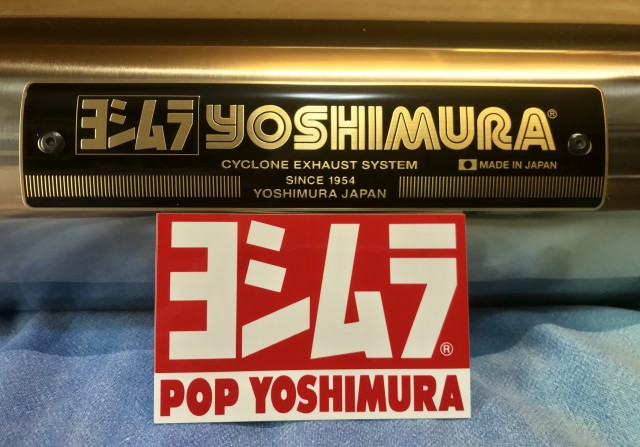 ヨシムラ YOSHIMURA®
CYCLONE EXHAUST SYSTEM MADE IN JAPAN
SINCE 1954
YOSHIMURA JAPAN
ヨシムラ®
POP YOSHIMURA